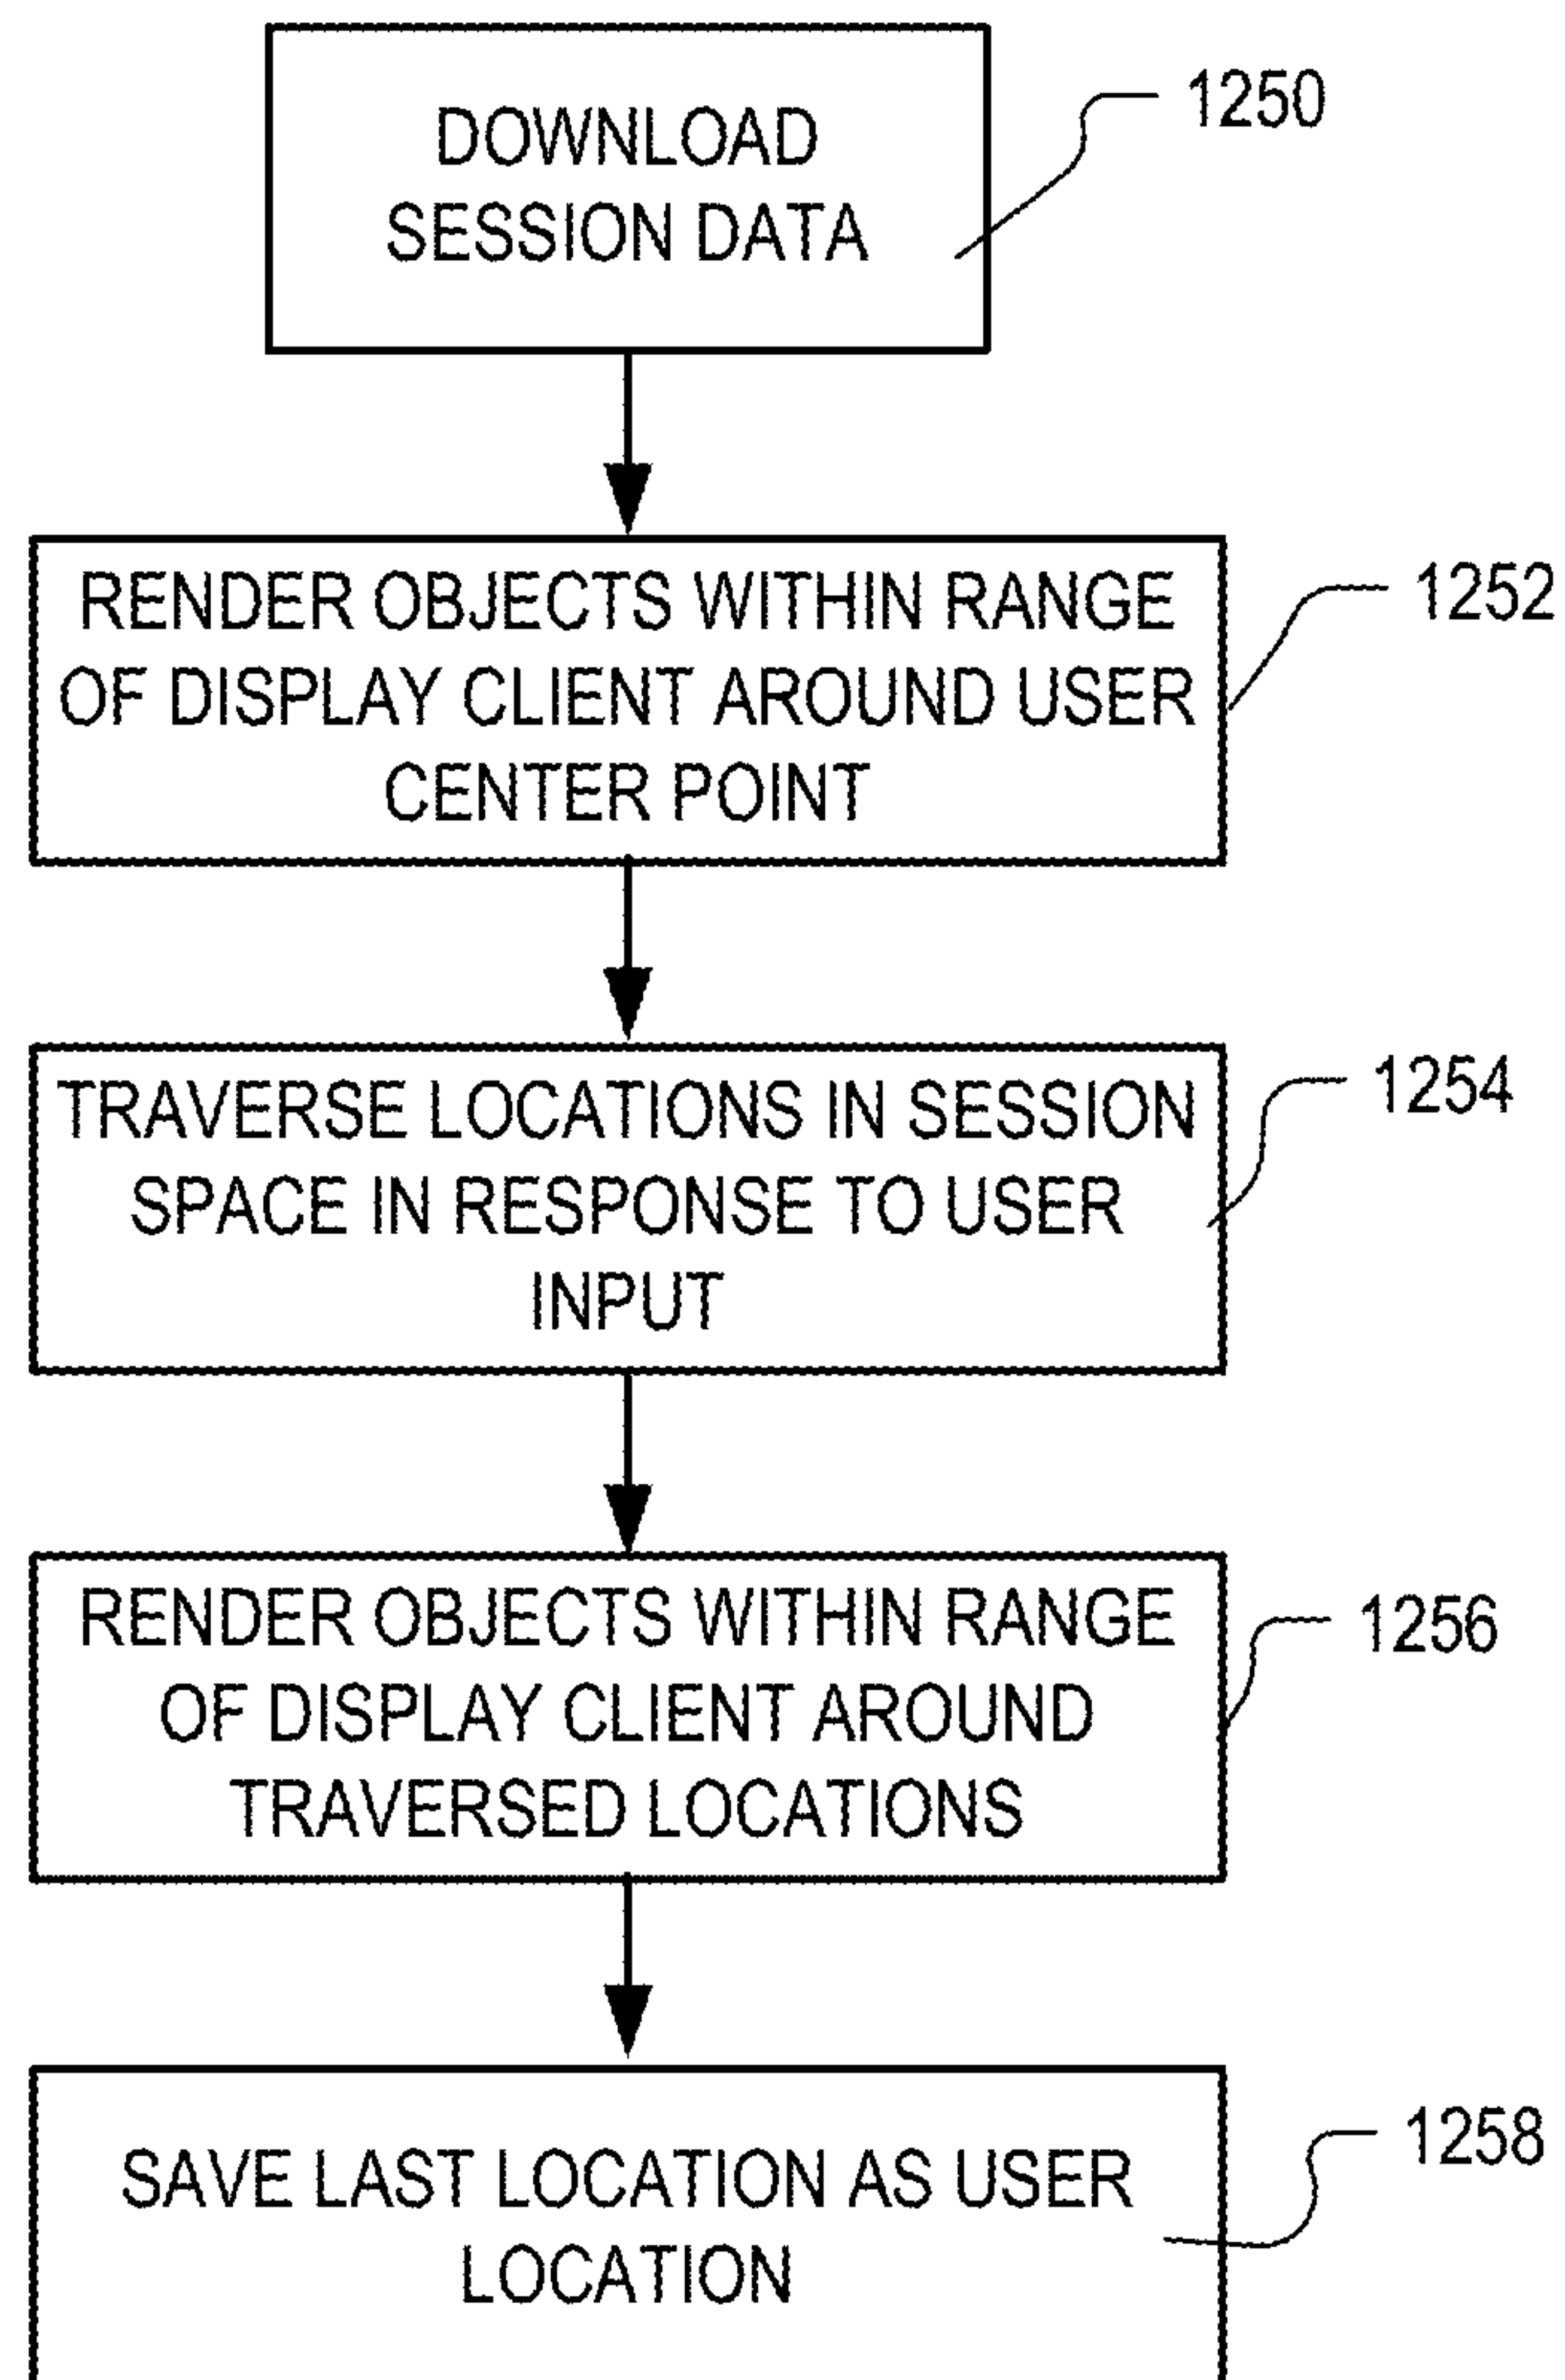 DOWNLOAD
SESSION DATA
1250
RENDER OBJECTS WITHIN RANGE
OF DISPLAY CLIENT AROUND USER
CENTER POINT
1252
TRAVERSE LOCATIONS IN SESSION
SPACE IN RESPONSE TO USER
INPUT
1254
RENDER OBJECTS WITHIN RANGE
OF DISPLAY CLIENT AROUND
TRAVERSED LOCATIONS
1256
SAVE LAST LOCATION AS USER
LOCATION
1258